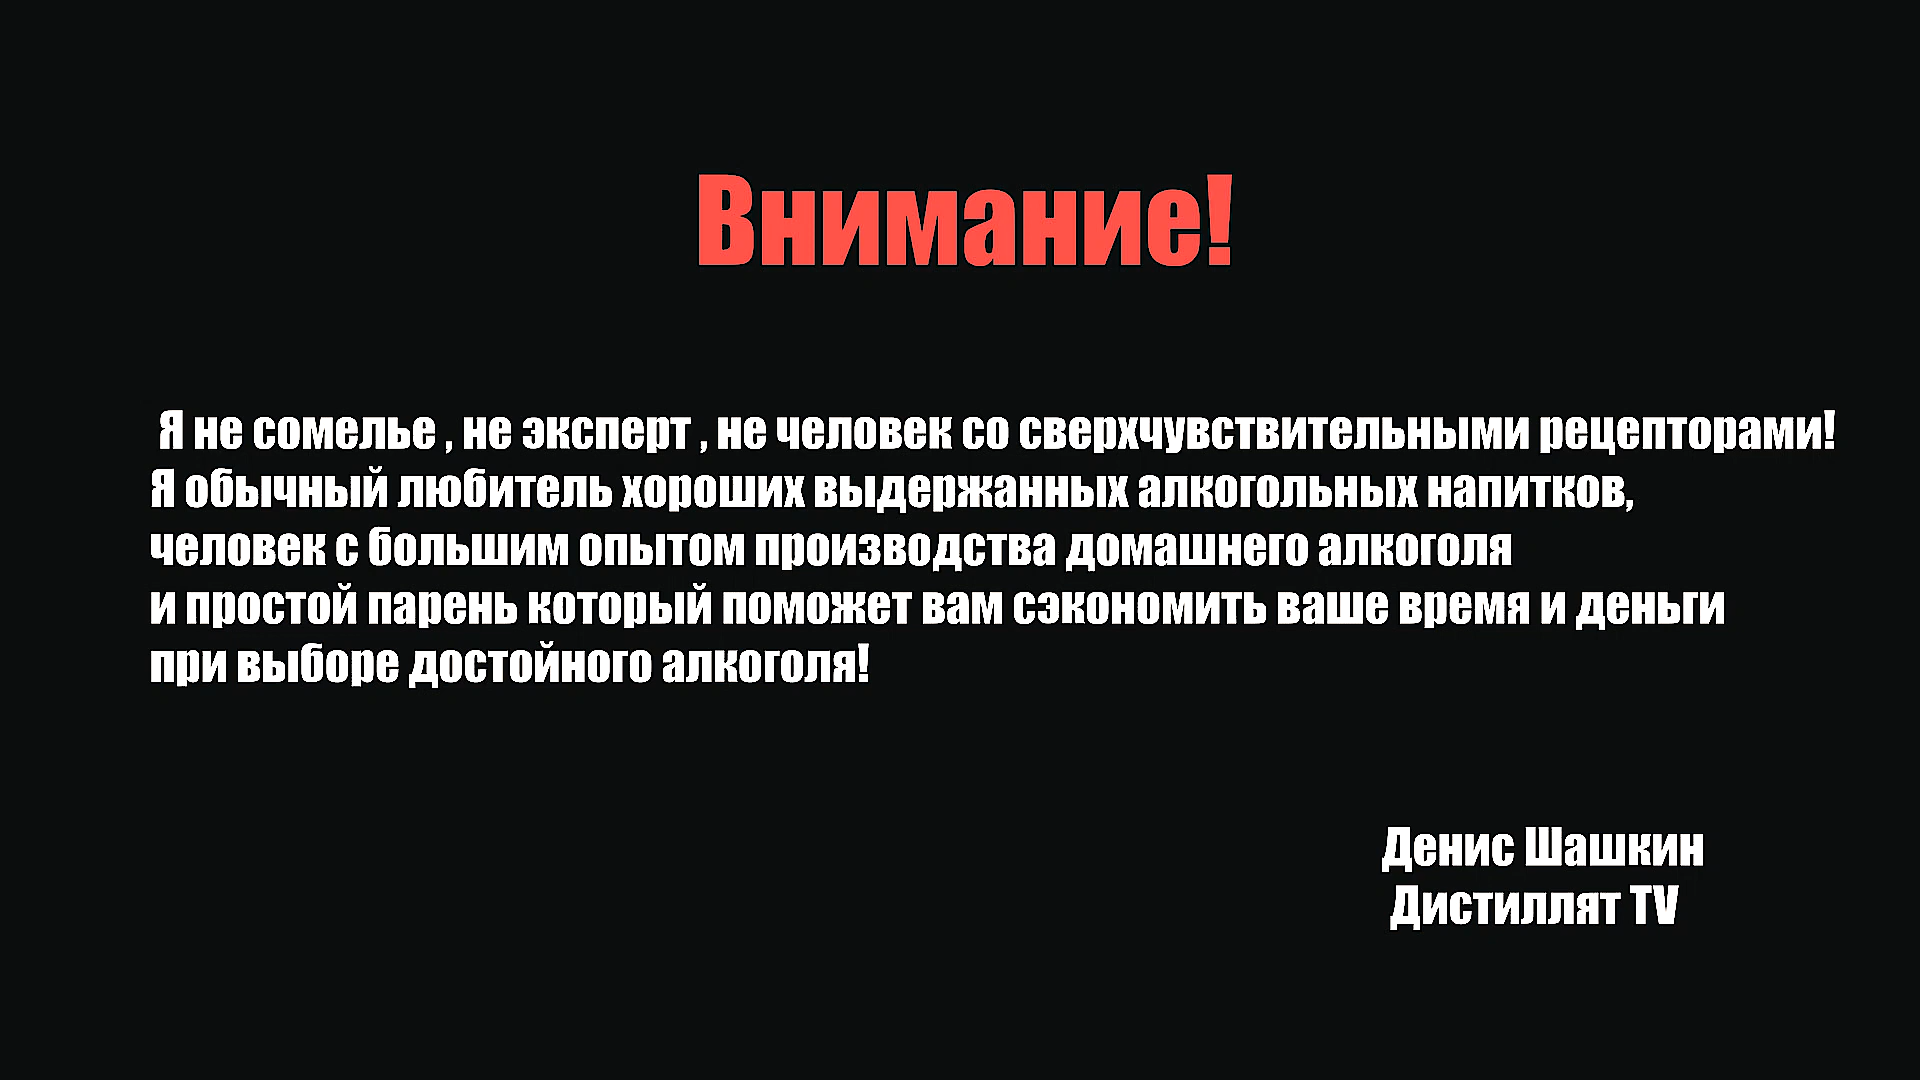 Внимание!
Я не сомелье , не эксперт , не человек со сверхчувствительными рецепторами!
Я обычный любитель хороших выдержанных алкогольных напитков,
человек с большим опытом производства домашнего алкоголя
и простой парень который поможет вам сэкономить ваше время и деньги
при выборе достойного алкоголя!
Денис Шашкин
Дистиллят TV